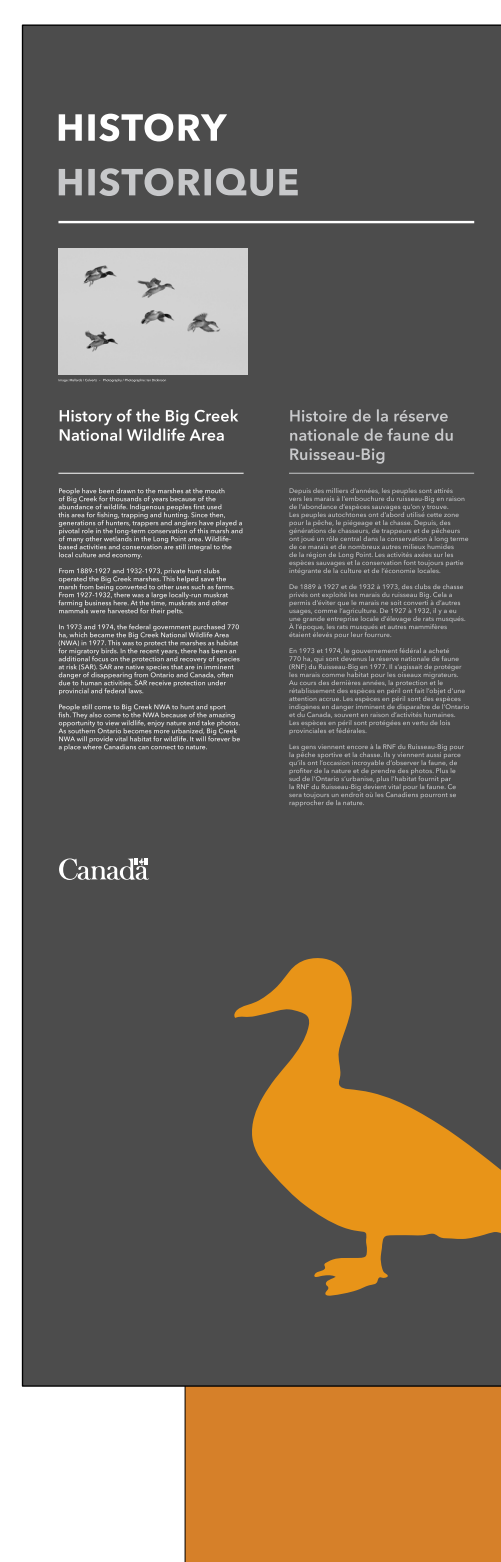 HISTORY
HISTORIQUE
History of the Big Creek
National Wildlife Area
People have been drawn to the marshes at the mouth
of Big Creek for thousands of years because of the
abundance of wildlife. Indigenous peoples first used
this area for fishing, trapping and hunting. Since then,
generations of hunters, trappers and anglers have played a
pivotal role in the long-term conservation of this marsh and
of many other wetlands in the Long Point area. Wildlife-
based activities and conservation are still integral to the
local culture and economy.
From 1889-1927 and 1932-1973, private hunt clubs
operated the Big Creek marshes. This helped save the
marsh from being converted to other uses such as farms.
From 1927-1932, there was a large locally-run muskrat
farming business here. At the time, muskrats and other
mammals were harvested for their pelts.
In 1973 and 1974, the federal government purchased 770
ha, which became the Big Creek National Wildlife Area
(NWA) in 1977. This was to protect the marshes as habitat
for migratory birds. In the recent years, there has been an
additional focus on the protection and recovery of species
at risk (SAR). SAR are native species that are in imminent
danger of disappearing from Ontario and Canada, often
due to human activities. SAR receive protection under
provincial and federal laws.
People still come to Big Creek NWA to hunt and sport
fish. They also come to the NWA because of the amazing
opportunity to view wildlife, enjoy nature and take photos.
As southern Ontario becomes more urbanized, Big Creek
NWA will provide vital habitat for wildlife. It will forever be
a place where Canadians can connect to nature.
Histoire de la réserve
nationale de faune du
Ruisseau-Big
Depuis des milliers d'années, les peuples sont attirés
vers les marais à l'embouchure du ruisseau-Big en raison
de l'abondance d'espèces sauvages qu'on y trouve.
Les peuples autochtones ont d'abord utilisé cette zone
pour la pêche, le piégeage et la chasse. Depuis, des
générations de chasseurs, de trappeurs et de pêcheurs
ont joué un rôle central dans la conservation à long terme
de ce marais et de nombreux autres milieux humides
de la région de Long Point. Les activités axées sur les
espèces sauvages et la conservation font toujours partie
intégrante de la culture et de l'économie locales.
De 1889 à 1927 et de 1932 à 1973, des clubs de chasse
privés ont exploité les marais du ruisseau Big. Cela a
permis d'éviter que le marais ne soit converti à d'autres
usages, comme l'agriculture. De 1927 à 1932, il y a eu
une grande entreprise locale d'élevage de rats musqués.
À l'époque, les rats musqués et autres mammifères
étaient élevés pour leur fourrure.
En 1973 et 1974, le gouvernement fédéral a acheté
770 ha, qui sont devenus la réserve nationale de faune
(RNF) du Ruisseau-Big en 1977. Il s'agissait de protéger
les marais comme habitat pour les oiseaux migrateurs.
Au cours des dernières années, la protection et le
rétablissement des espèces en péril ont fait l'objet d'une
attention accrue. Les espèces en péril sont des espèces
indigènes en danger imminent de disparaître de l'Ontario
et du Canada, souvent en raison d'activités humaines.
Les espèces en péril sont protégées en vertu de lois
provinciales et fédérales.
Les gens viennent encore à la RNF du Ruisseau-Big pour
la pêche sportive et la chasse. Ils y viennent aussi parce
qu'ils ont l'occasion incroyable d'observer la faune, de
profiter de la nature et de prendre des photos. Plus le
sud de l'Ontario s'urbanise, plus l'habitat fournit par
la RNF du Ruisseau-Big devient vital pour la faune. Ce
sera toujours un endroit où les Canadiens pourront se
rapprocher de la nature.
Canada